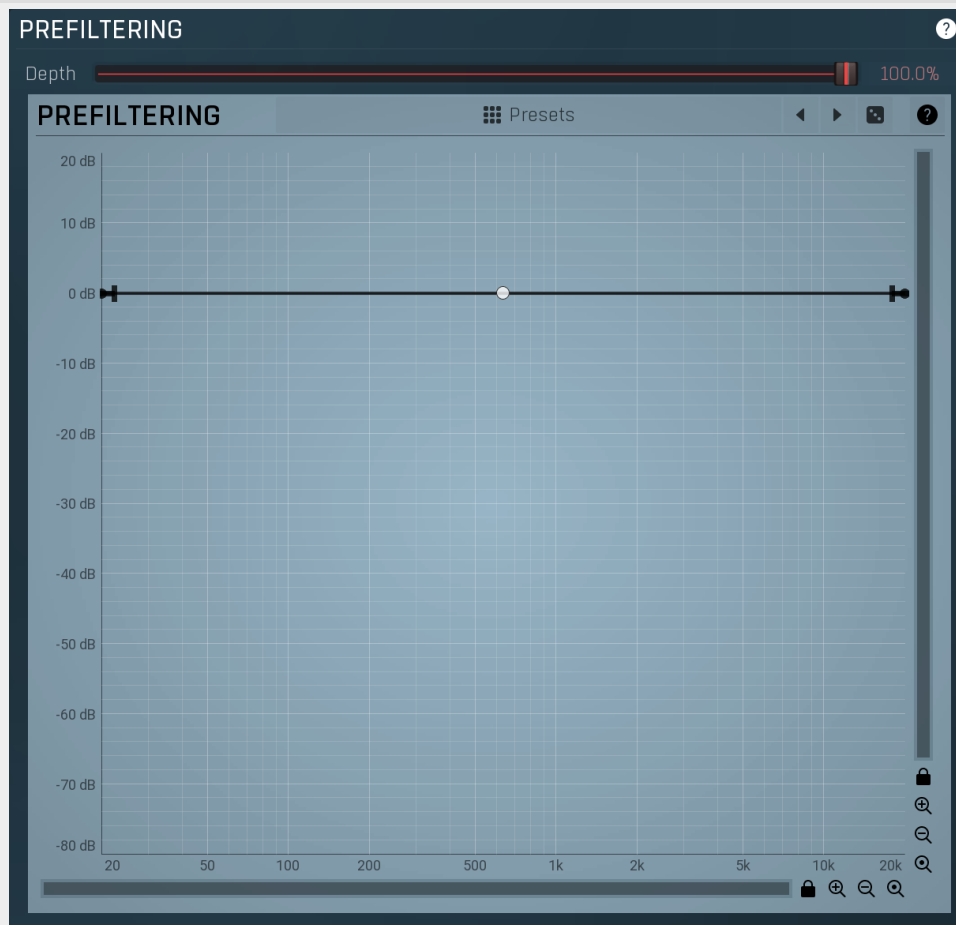 PREFILTERING
?
Depth 100.0%
PREFILTERING Presets ?
20 dB
10 dB
0 dB
-10 dB
-20 dB
-30 dB
-40 dB
-50 dB
-60 dB
-70 dB
-80 dB
20 50 100 200 500 1k 2k 5k 10k 20k